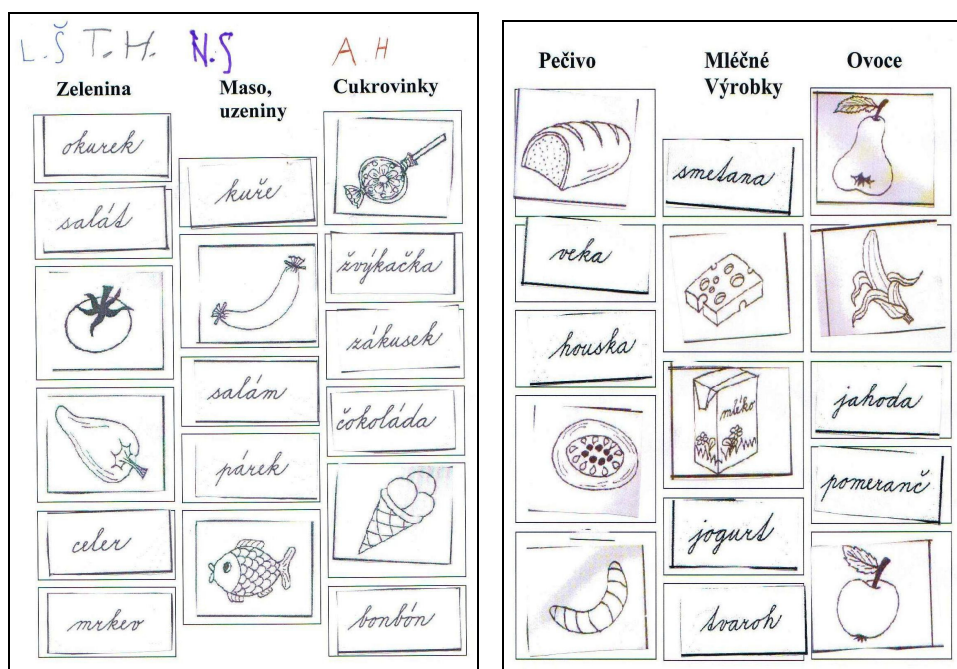 L.Š T.H. N.S A H
Zelenina
okurek
salát
celer
mrkev
Maso,
uzeniny
kuře
salám
párek
Cukrovinky
žvýkačka
zákusek
čokoláda
bonbón
Pečivo
veka
houska
Mléčné
Výrobky
smetana
mléko
jogurt
tvaroh
Ovoce
jahoda
pomeranč